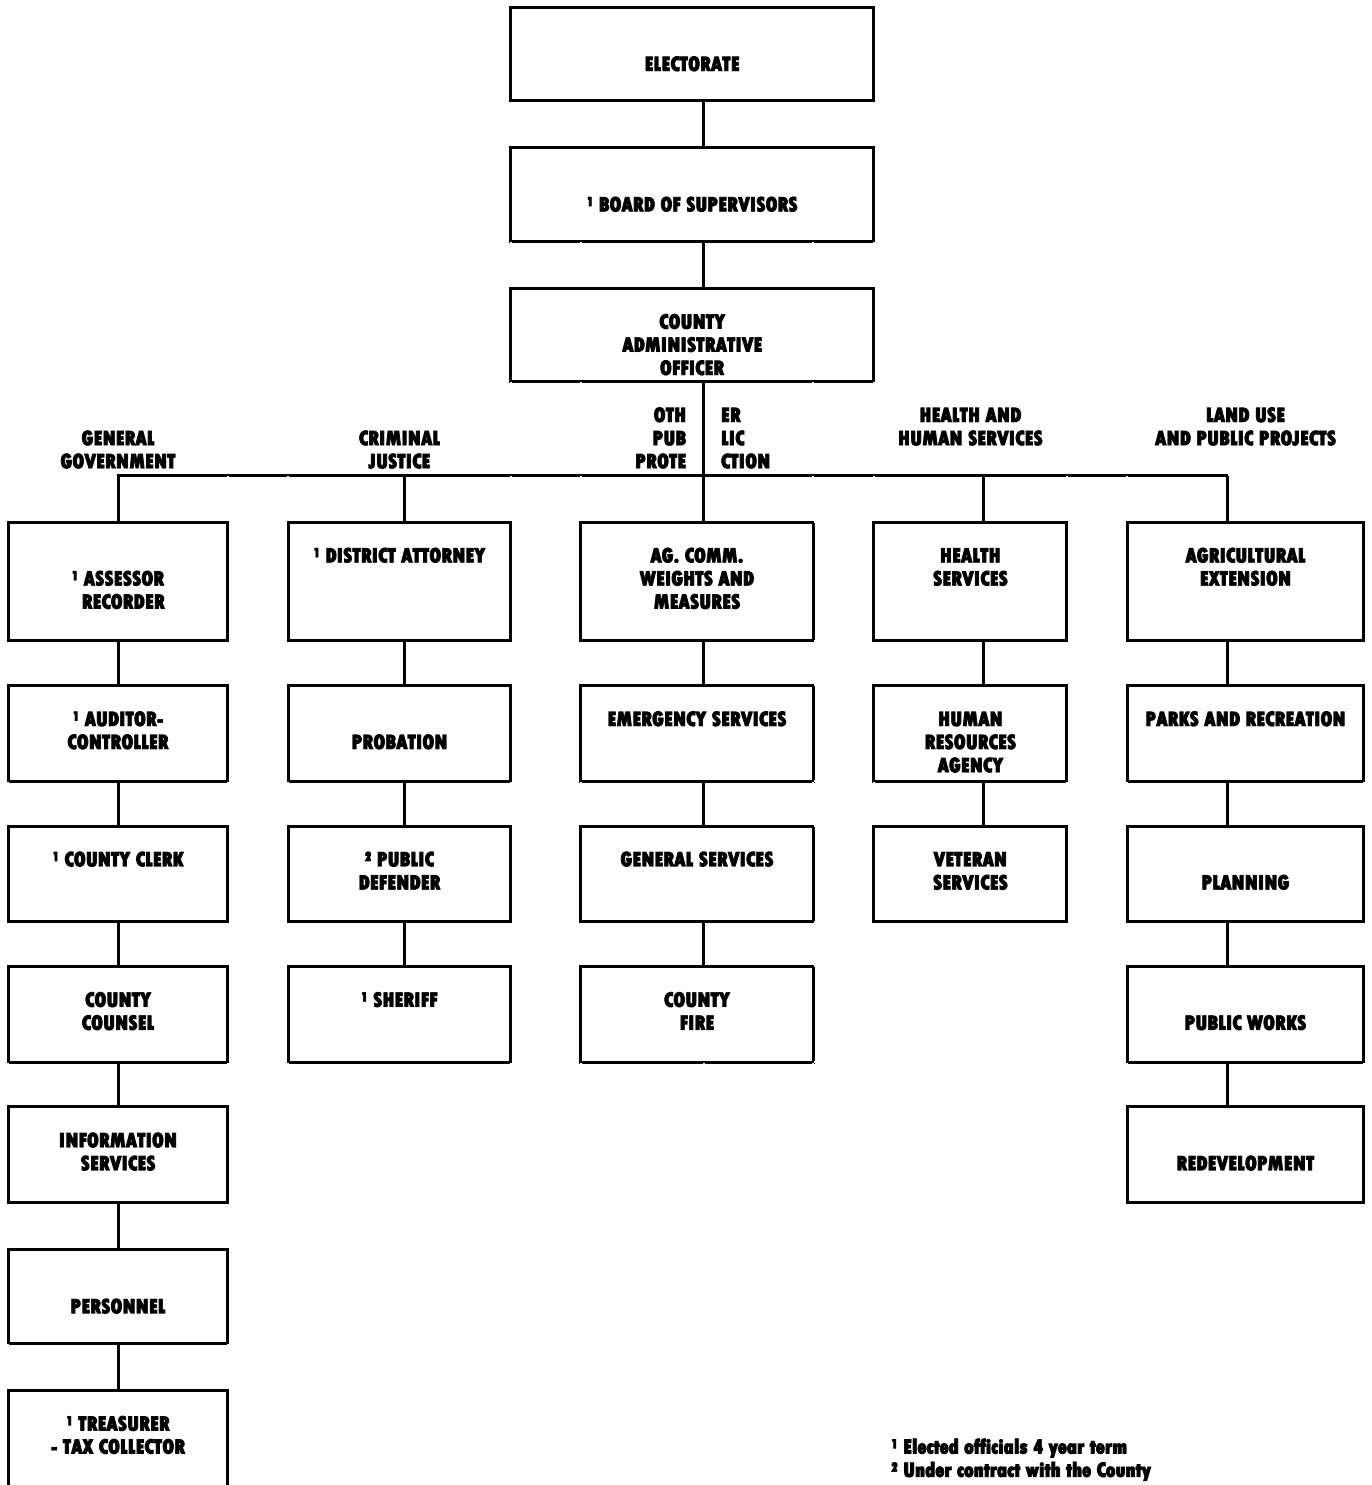 ELECTORATE
¹ BOARD OF SUPERVISORS
COUNTY
ADMINISTRATIVE
OFFICER
GENERAL
GOVERNMENT
CRIMINAL
JUSTICE
OTH ER
PUB LIC
PROTE CTION
HEALTH AND
HUMAN SERVICES
LAND USE
AND PUBLIC PROJECTS
¹ ASSESSOR
RECORDER
¹ AUDITOR-
CONTROLLER
¹ COUNTY CLERK
COUNTY
COUNSEL
INFORMATION
SERVICES
PERSONNEL
¹ TREASURER
- TAX COLLECTOR
¹ DISTRICT ATTORNEY
PROBATION
² PUBLIC
DEFENDER
¹ SHERIFF
AG. COMM.
WEIGHTS AND
MEASURES
EMERGENCY SERVICES
GENERAL SERVICES
COUNTY
FIRE
HEALTH
SERVICES
HUMAN
RESOURCES
AGENCY
VETERAN
SERVICES
AGRICULTURAL
EXTENSION
PARKS AND RECREATION
PLANNING
PUBLIC WORKS
REDEVELOPMENT
¹ Elected officials 4 year term
² Under contract with the County